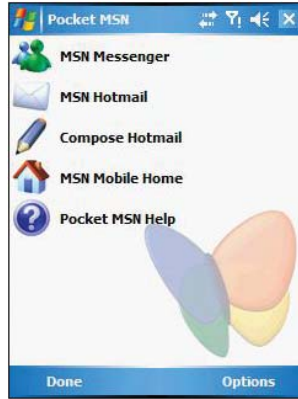 Pocket MSN
MSN Messenger
MSN Hotmail
Compose Hotmail
MSN Mobile Home
Pocket MSN Help
Done Options